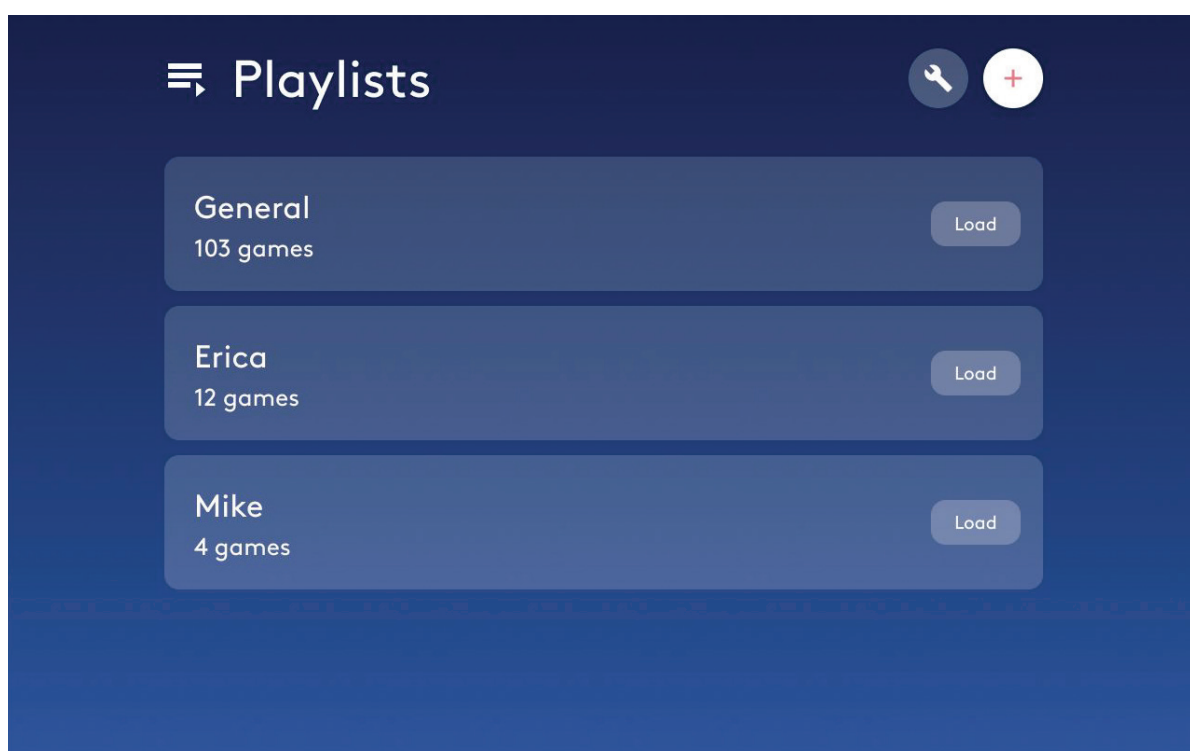 Playlists
General
103 games
Load
Erica
12 games
Load
Mike
4 games
Load